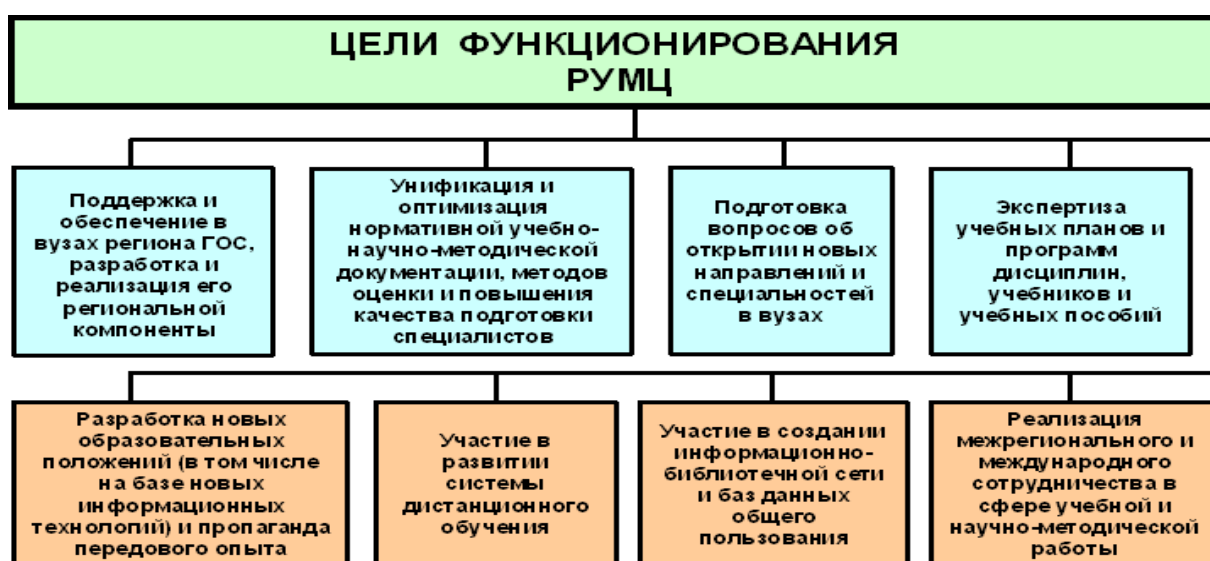 ЦЕЛИ ФУНКЦИОНИРОВАНИЯ
РУМЦ
Поддержка и
обеспечение в
вузах региона ГОС,
разработка и
реализация его
региональной
компоненты
Унификация и
оптимизация
нормативной учебно-
научно-методической
документации, методов
оценки и повышения
качества подготовки
специалистов
Подготовка
вопросов об
открытии новых
направлений и
специальностей
в вузах
Экспертиза
учебных планов и
программ
дисциплин,
учебников и
учебных пособий
Разработка новых
образовательных
положений (в том числе
на базе новых
информационных
технологий) и пропаганда
передового опыта
Участие в
развитии
системы
дистанционного
обучения
Участие в создании
информационно-
библиотечной сети
и баз данных
общего
пользования
Реализация
межрегионального и
международного
сотрудничества в
сфере учебной и
научно-методической
работы